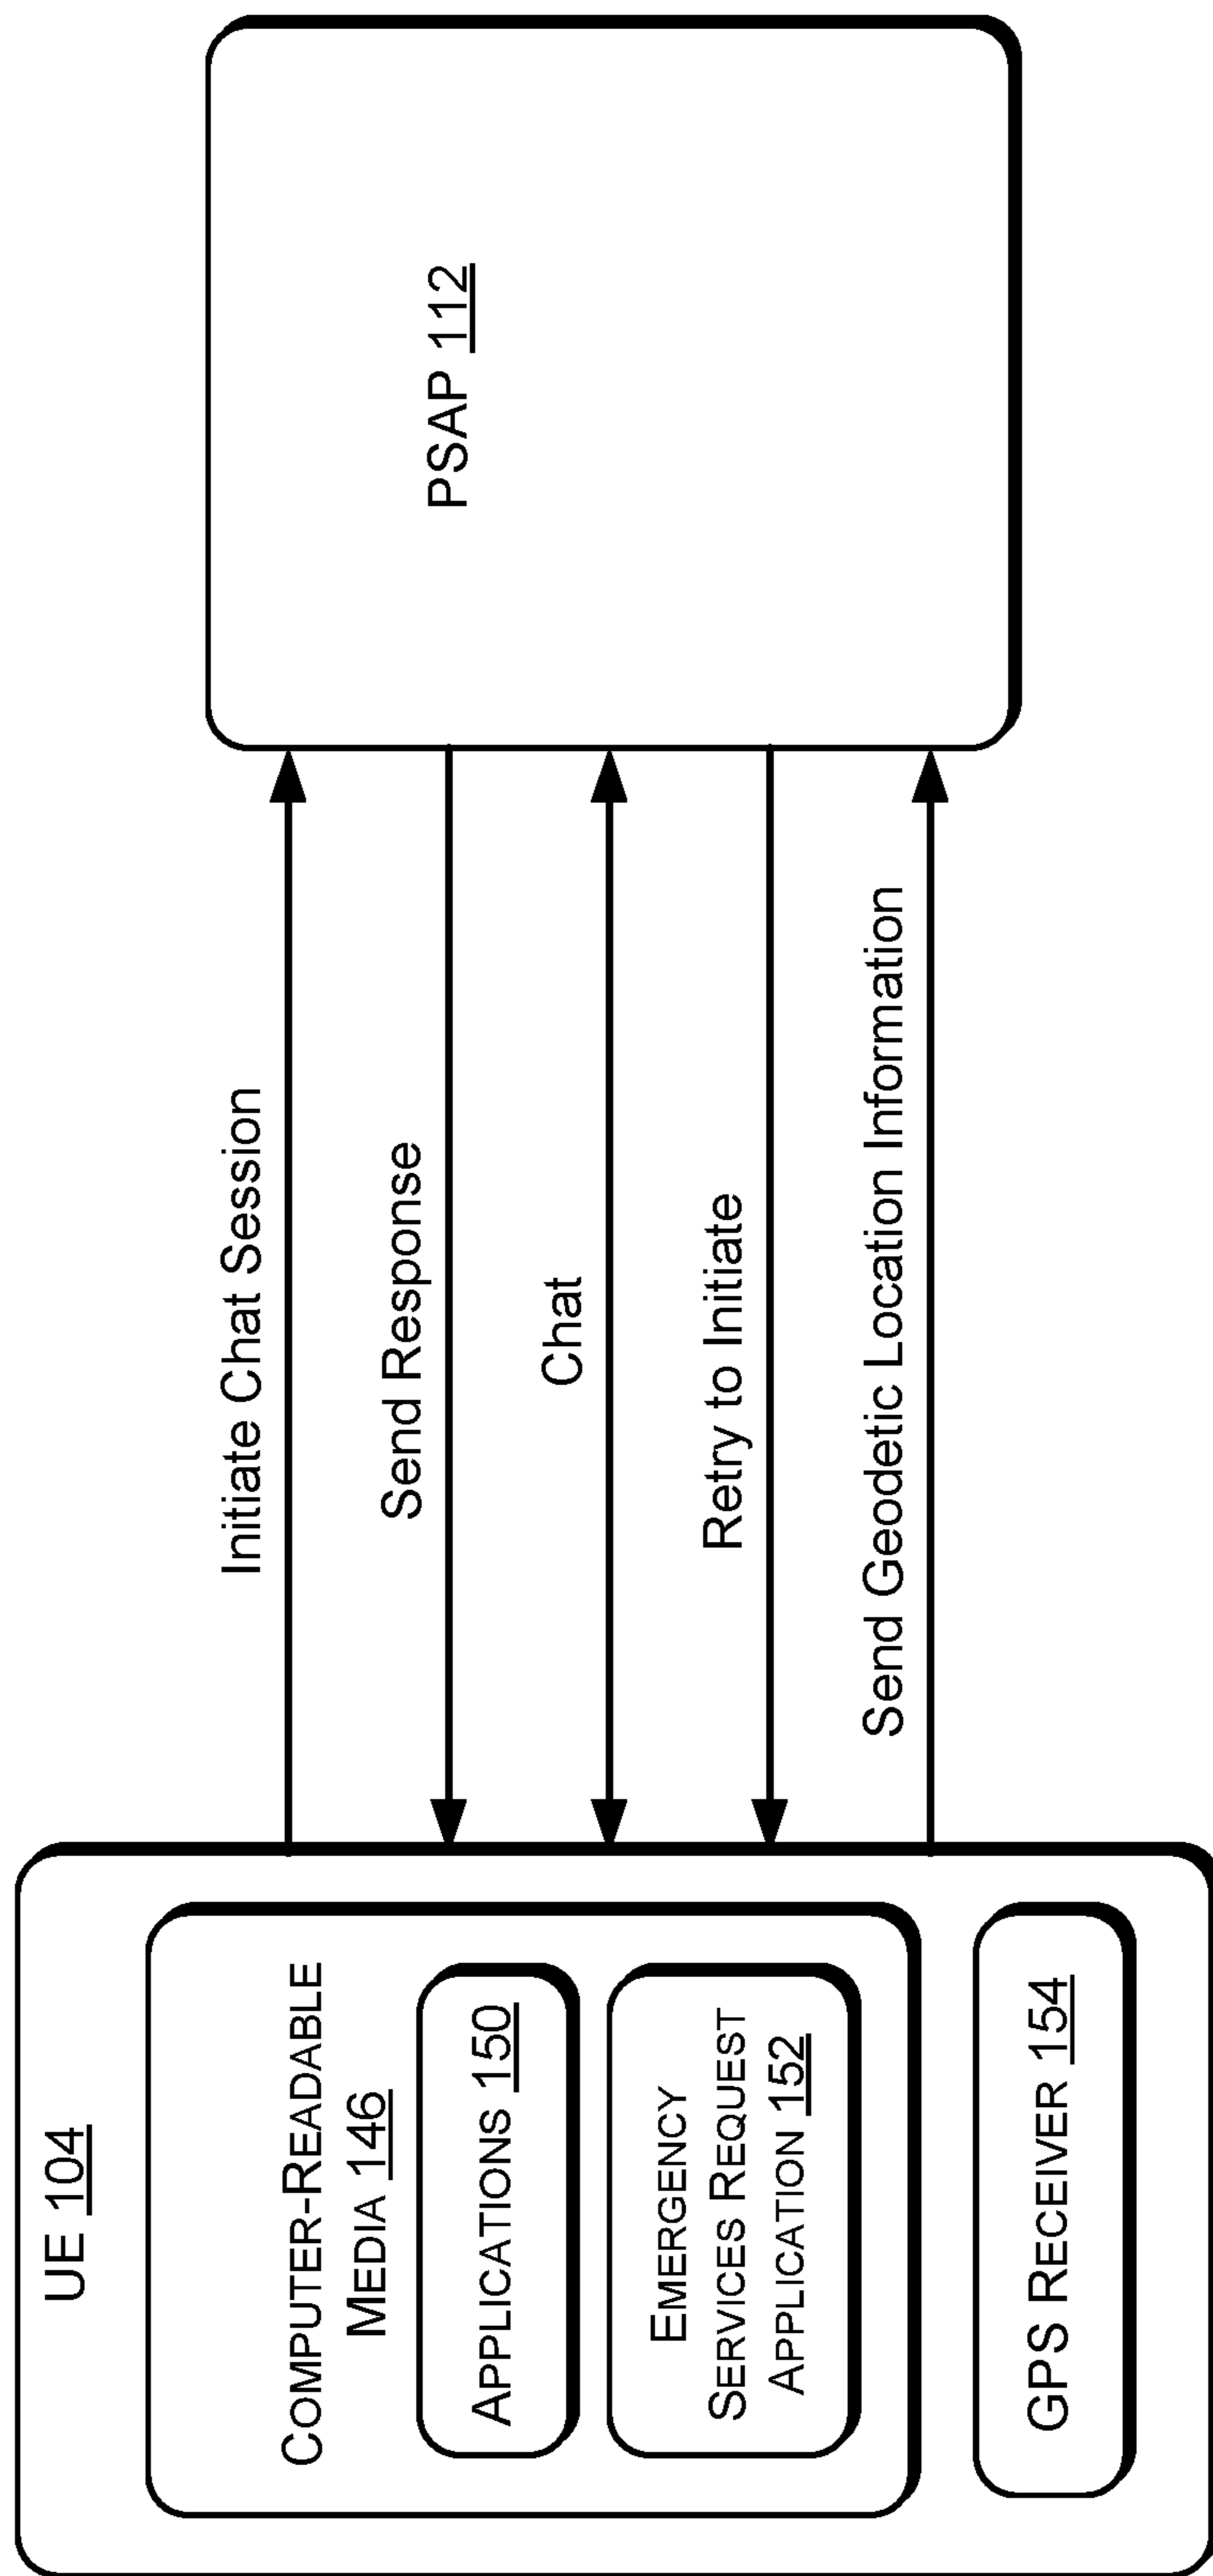 UE 104
COMPUTER-READABLE
MEDIA 146
APPLICATIONS 150
EMERGENCY
SERVICES REQUEST
APPLICATION 152
GPS RECEIVER 154
Initiate Chat Session
Send Response
Chat
Retry to Initiate
Send Geodetic Location Information
PSAP 112